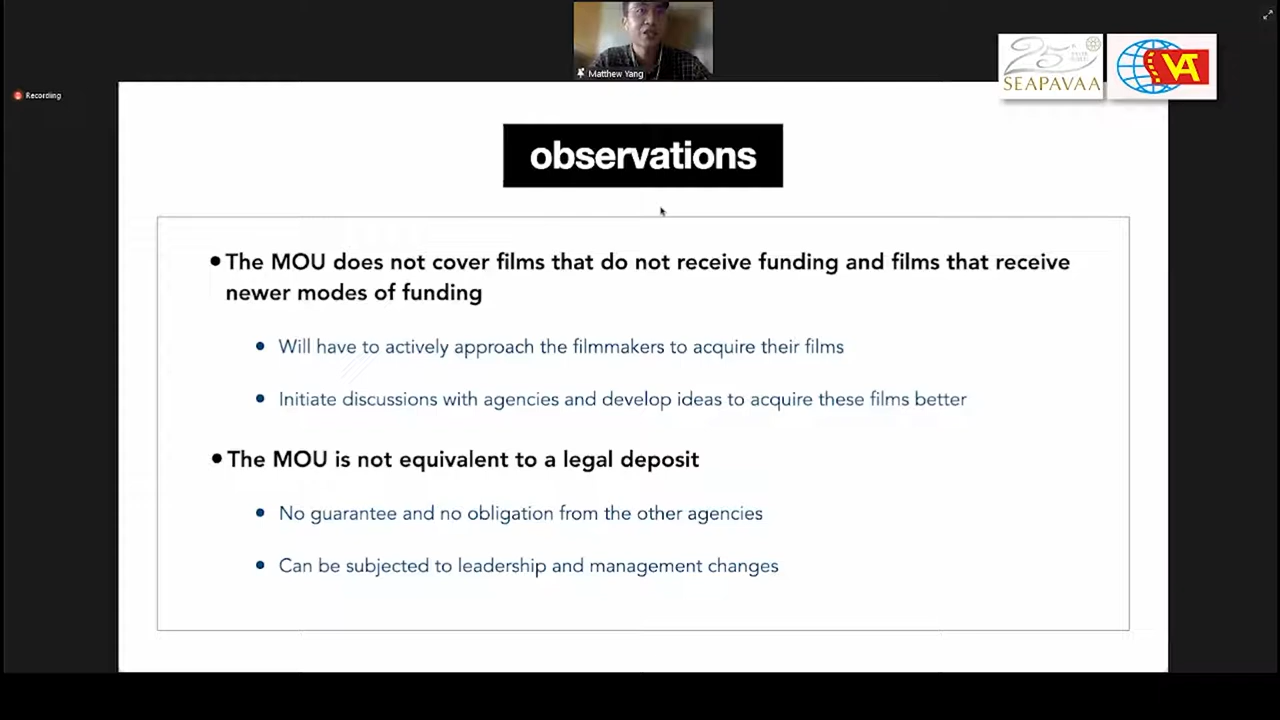 Matthew Yang
Recording
25
SEAPAVAA
VAT
observations
• The MOU does not cover films that do not receive funding and films that receive
newer modes of funding
• Will have to actively approach the filmmakers to acquire their films
• Initiate discussions with agencies and develop ideas to acquire these films better
• The MOU is not equivalent to a legal deposit
• No guarantee and no obligation from the other agencies
• Can be subjected to leadership and management changes